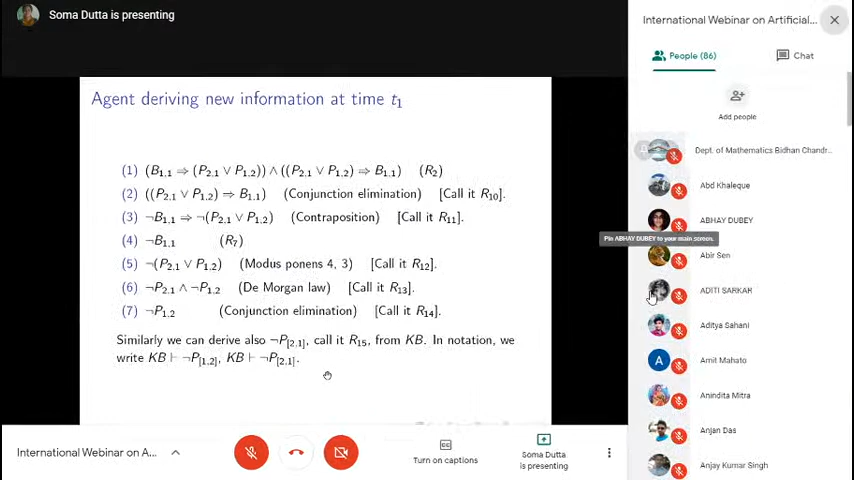 Soma Dutta is presenting
Agent deriving new information at time t₁
(1) (B₁,₁ ⇒ (P₂,₁ ∨ P₁,₂)) ∧ ((P₂,₁ ∨ P₁,₂) ⇒ B₁,₁) (R₂)
(2) ((P₂,₁ ∨ P₁,₂) ⇒ B₁,₁) (Conjunction elimination) [Call it R₁₀].
(3) ¬B₁,₁ ⇒ ¬(P₂,₁ ∨ P₁,₂) (Contraposition) [Call it R₁₁].
(4) ¬B₁,₁ (R₇)
(5) ¬(P₂,₁ ∨ P₁,₂) (Modus ponens 4, 3) [Call it R₁₂].
(6) ¬P₂,₁ ∧ ¬P₁,₂ (De Morgan law) [Call it R₁₃].
(7) ¬P₁,₂ (Conjunction elimination) [Call it R₁₄].
Similarly we can derive also ¬P[2,1], call it R₁₅, from KB. In notation, we
write KB ⊢ ¬P[1,2], KB ⊢ ¬P[2,1].
International Webinar on A...
Turn on captions
Soma Dutta
is presenting
International Webinar on Artificial...
People (86)
Chat
Add people
Dept. of Mathematics Bidhan Chandr...
Abd Khaleque
ABHAY DUBEY
Pin ABHAY DUBEY to your main screen.
Abir Sen
ADITI SARKAR
Aditya Sahani
A
Amit Mahato
Anindita Mitra
Anjan Das
Anjay Kumar Singh